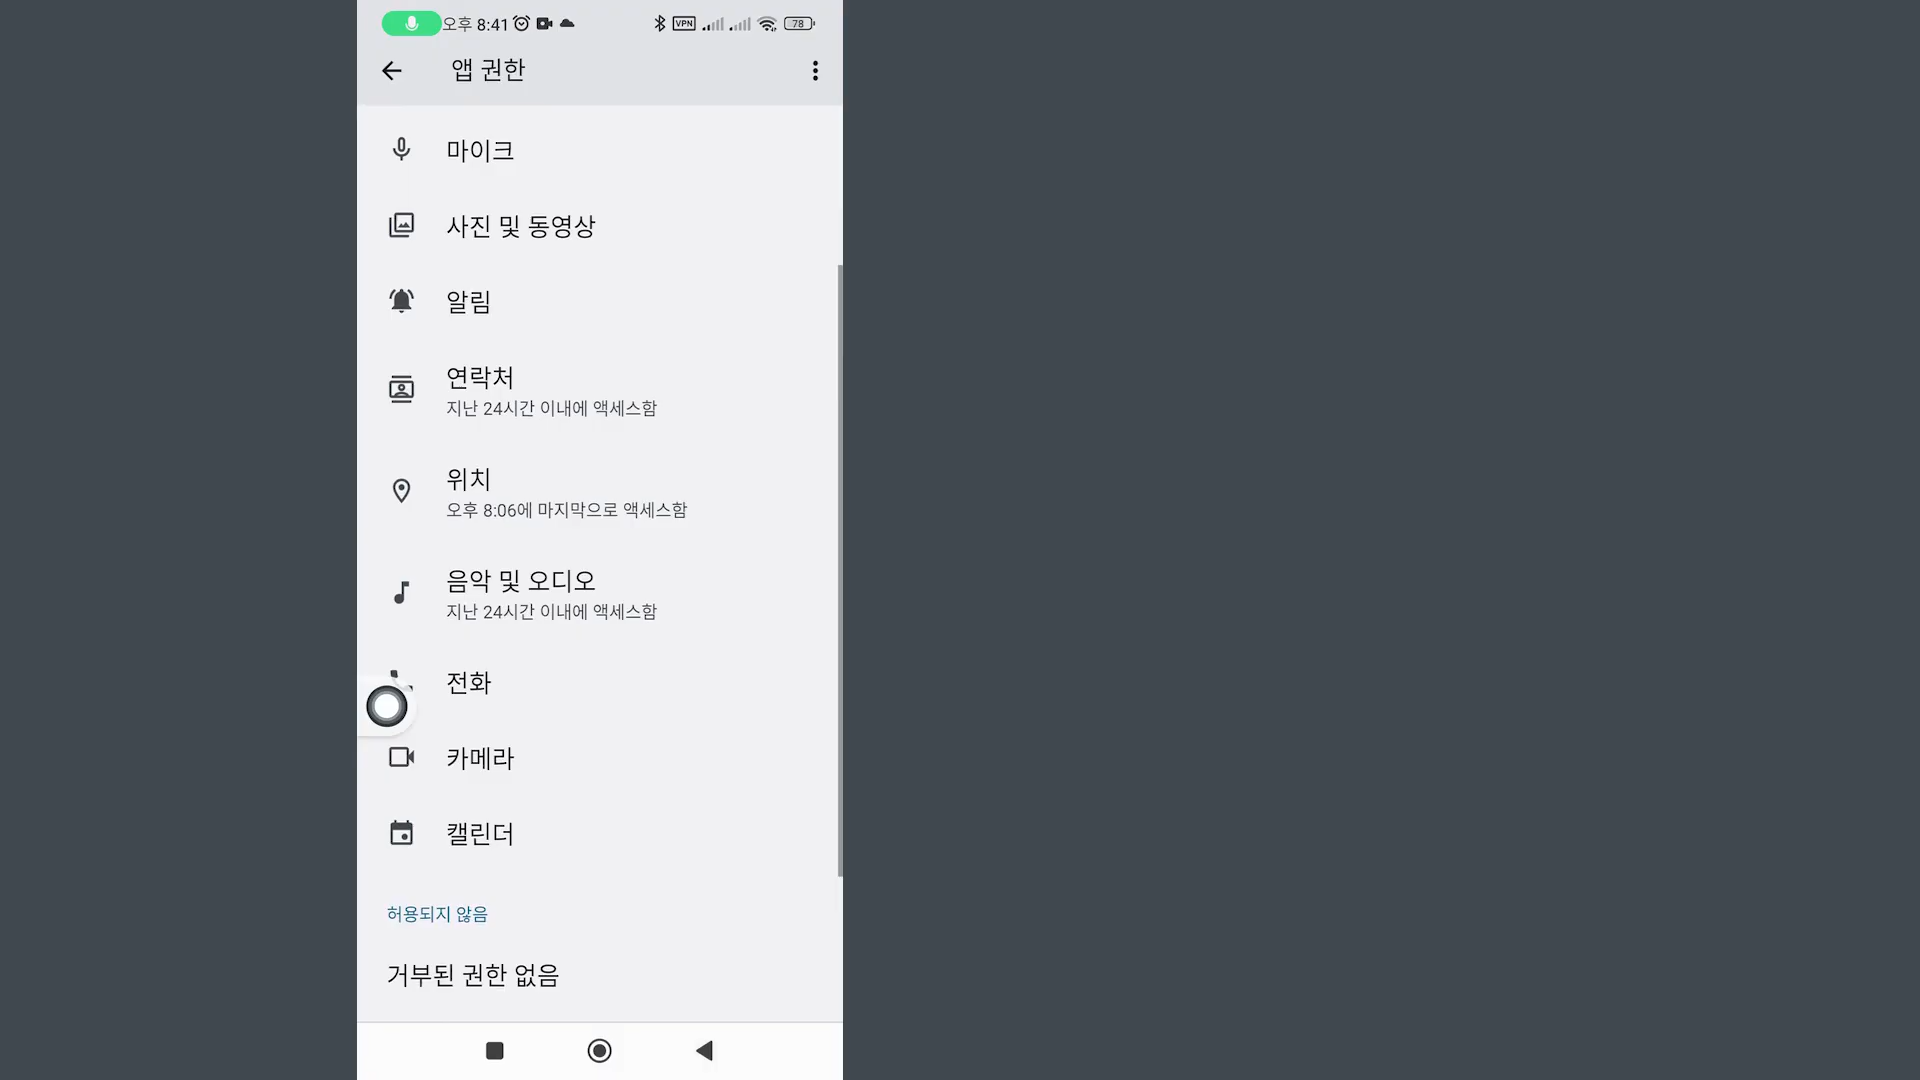 오후 8:41
VPN
78
앱 권한
마이크
사진 및 동영상
알림
연락처
지난 24시간 이내에 액세스함
위치
오후 8:06에 마지막으로 액세스함
음악 및 오디오
지난 24시간 이내에 액세스함
전화
카메라
캘린더
허용되지 않음
거부된 권한 없음